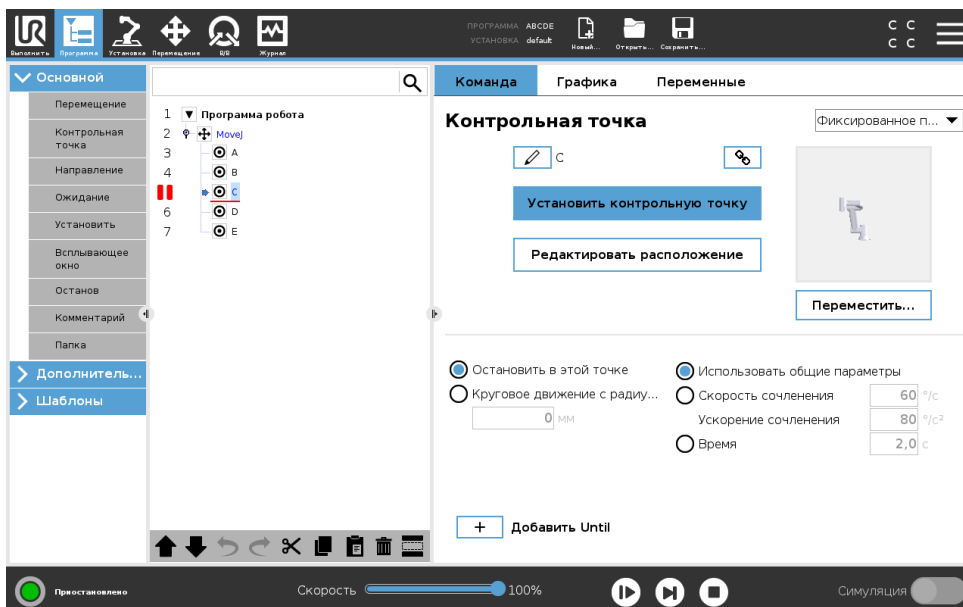 ПРОГРАММА ABCDE
УСТАНОВКА default
Выполнить Программа Установка Перемещение В/В Журнал
Новый... Открыть... Сохранить...
C C
C C
Основной
Перемещение
Контрольная
точка
Направление
Ожидание
Установить
Всплывающее
окно
Останов
Комментарий
Папка
Дополнитель...
Шаблоны
1 Программа робота
2 MoveJ
3 A
4 B
C
6 D
7 E
Команда Графика Переменные
Контрольная точка
Фиксированное п...
C
Установить контрольную точку
Редактировать расположение
Переместить...
Остановить в этой точке
Круговое движение с радиу...
0 мм
Использовать общие параметры
Скорость сочленения 60 °/с
Ускорение сочленения 80 °/с²
Время 2,0 с
+ Добавить Until
Приостановлено
Скорость 100%
Симуляция